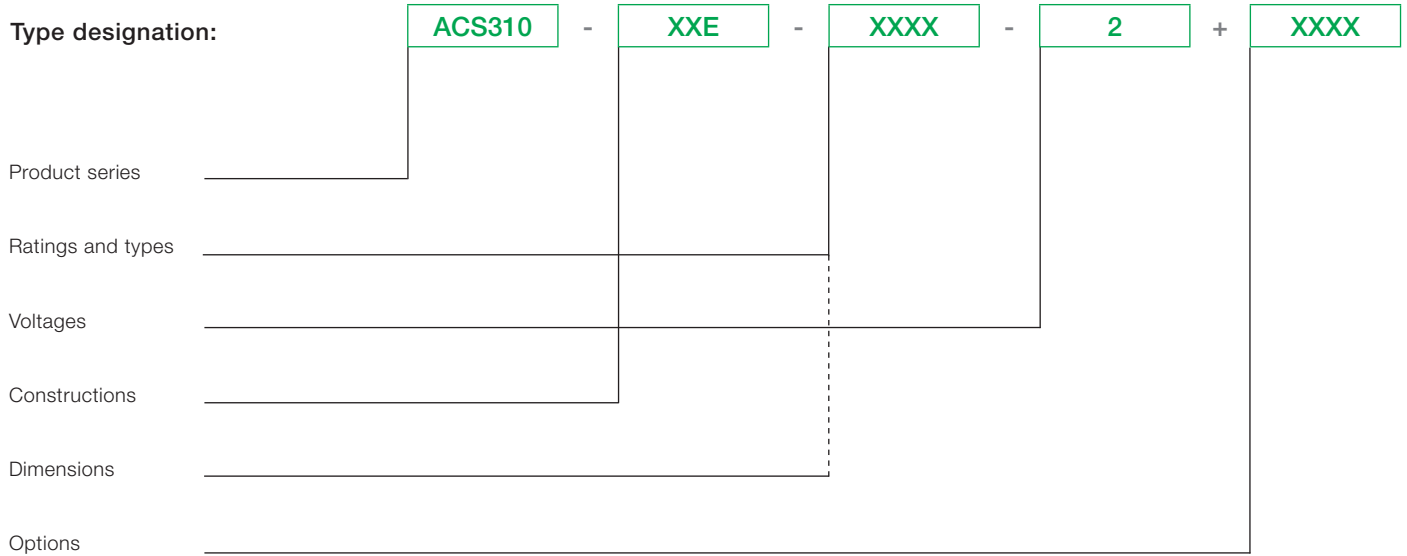 Type designation: ACS310 - XXE - XXXX - 2 + XXXX
Product series
Ratings and types
Voltages
Constructions
Dimensions
Options